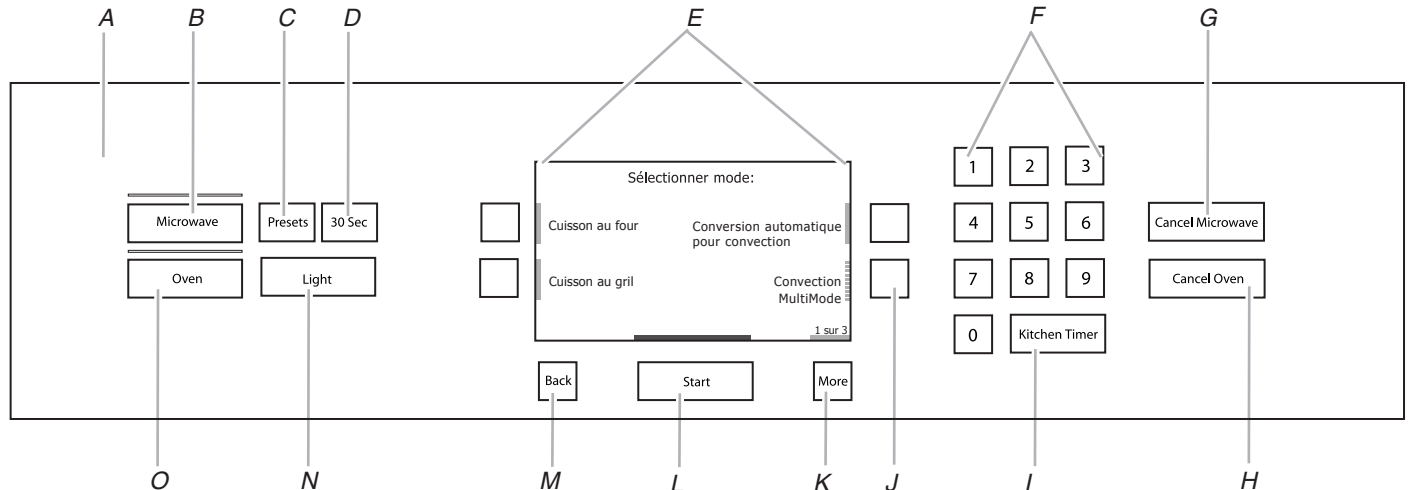 A B C D E F G
Sélectionner mode:
1 2 3
Microwave Presets 30 Sec
Cuisson au four
Conversion automatique
pour convection
4 5 6
Cancel Microwave
Oven Light
Cuisson au gril
Convection
MultiMode
7 8 9
Cancel Oven
1 sur 3
0 Kitchen Timer
Back Start More
O N M L K J I H